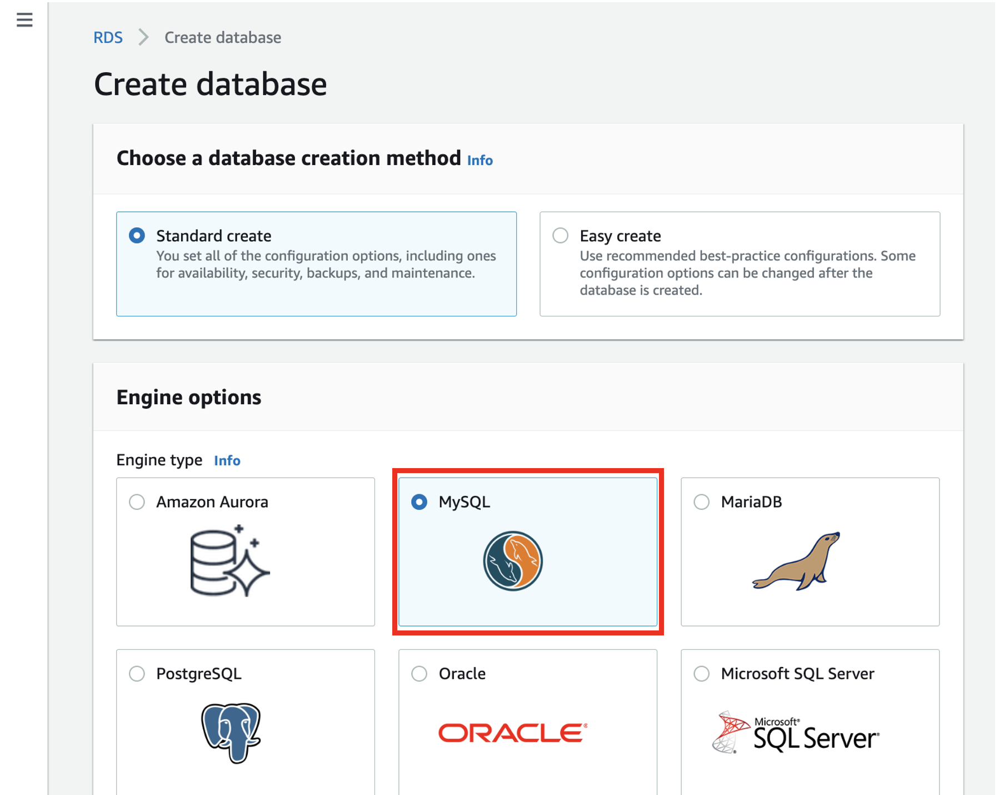 RDS > Create database
Create database
Choose a database creation method Info
Standard create
You set all of the configuration options, including ones
for availability, security, backups, and maintenance.
Easy create
Use recommended best-practice configurations. Some
configuration options can be changed after the
database is created.
Engine options
Engine type Info
Amazon Aurora
MySQL
MariaDB
PostgreSQL
Oracle
ORACLE®
Microsoft SQL Server
Microsoft®
SQL Server®